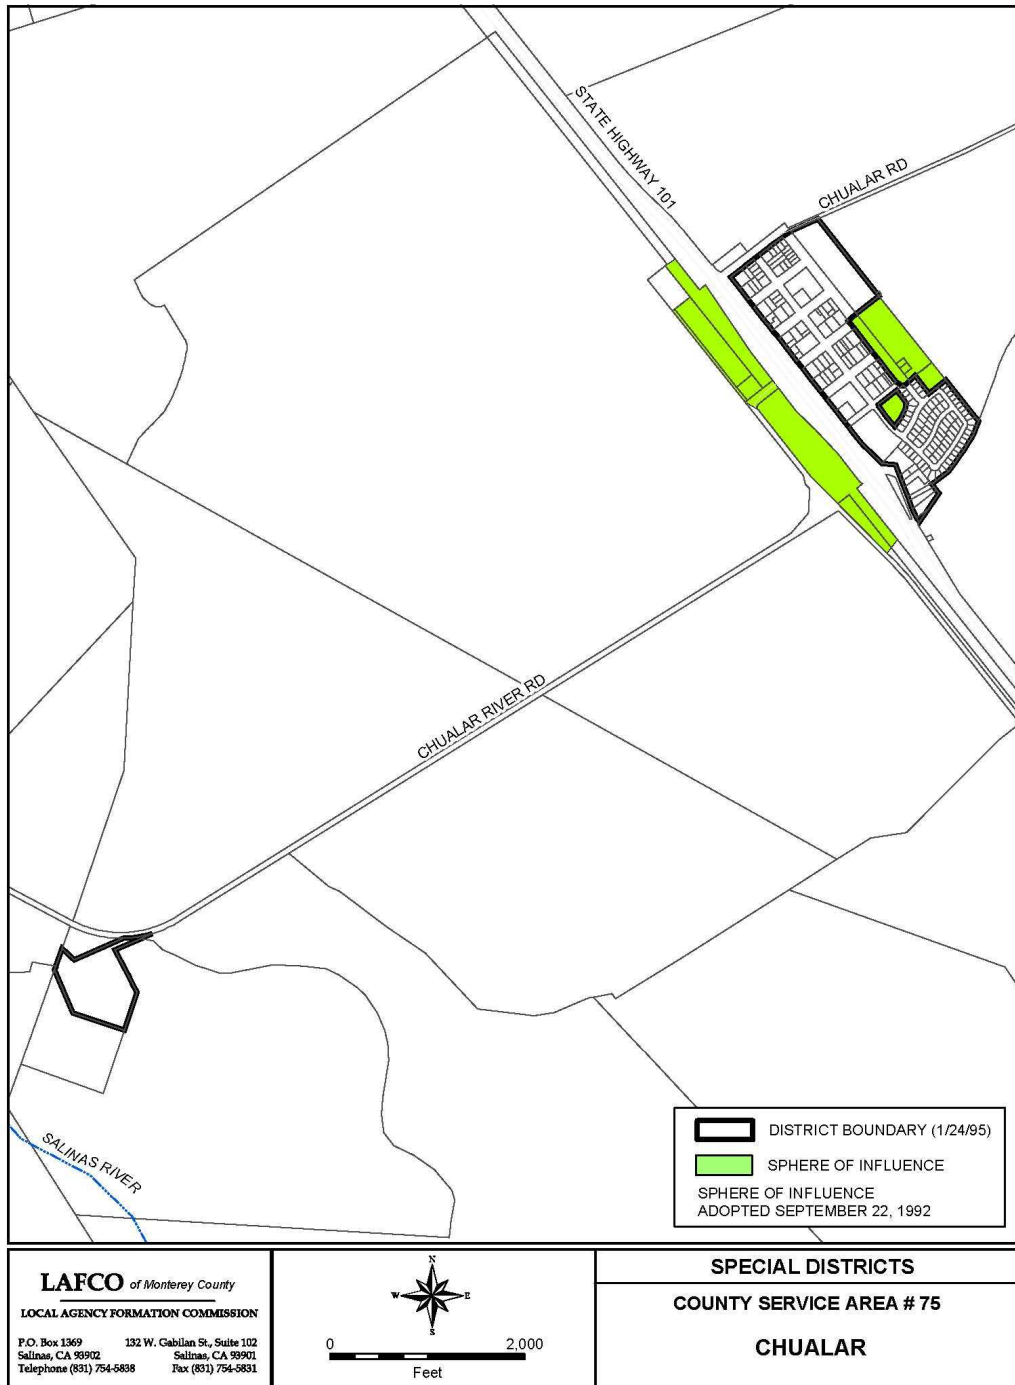 STATE HIGHWAY 101
CHUALAR RD
CHUALAR RIVER RD
SALINAS RIVER
DISTRICT BOUNDARY (1/24/95)
SPHERE OF INFLUENCE
SPHERE OF INFLUENCE
ADOPTED SEPTEMBER 22, 1992
LAFCO of Monterey County
LOCAL AGENCY FORMATION COMMISSION
P.O. Box 1369 132 W. Gabilan St., Suite 102
Salinas, CA 93902 Salinas, CA 93901
Telephone (831) 754-5838 Fax (831) 754-5831
N
W E
S
0 2,000
Feet
SPECIAL DISTRICTS
COUNTY SERVICE AREA # 75
CHUALAR